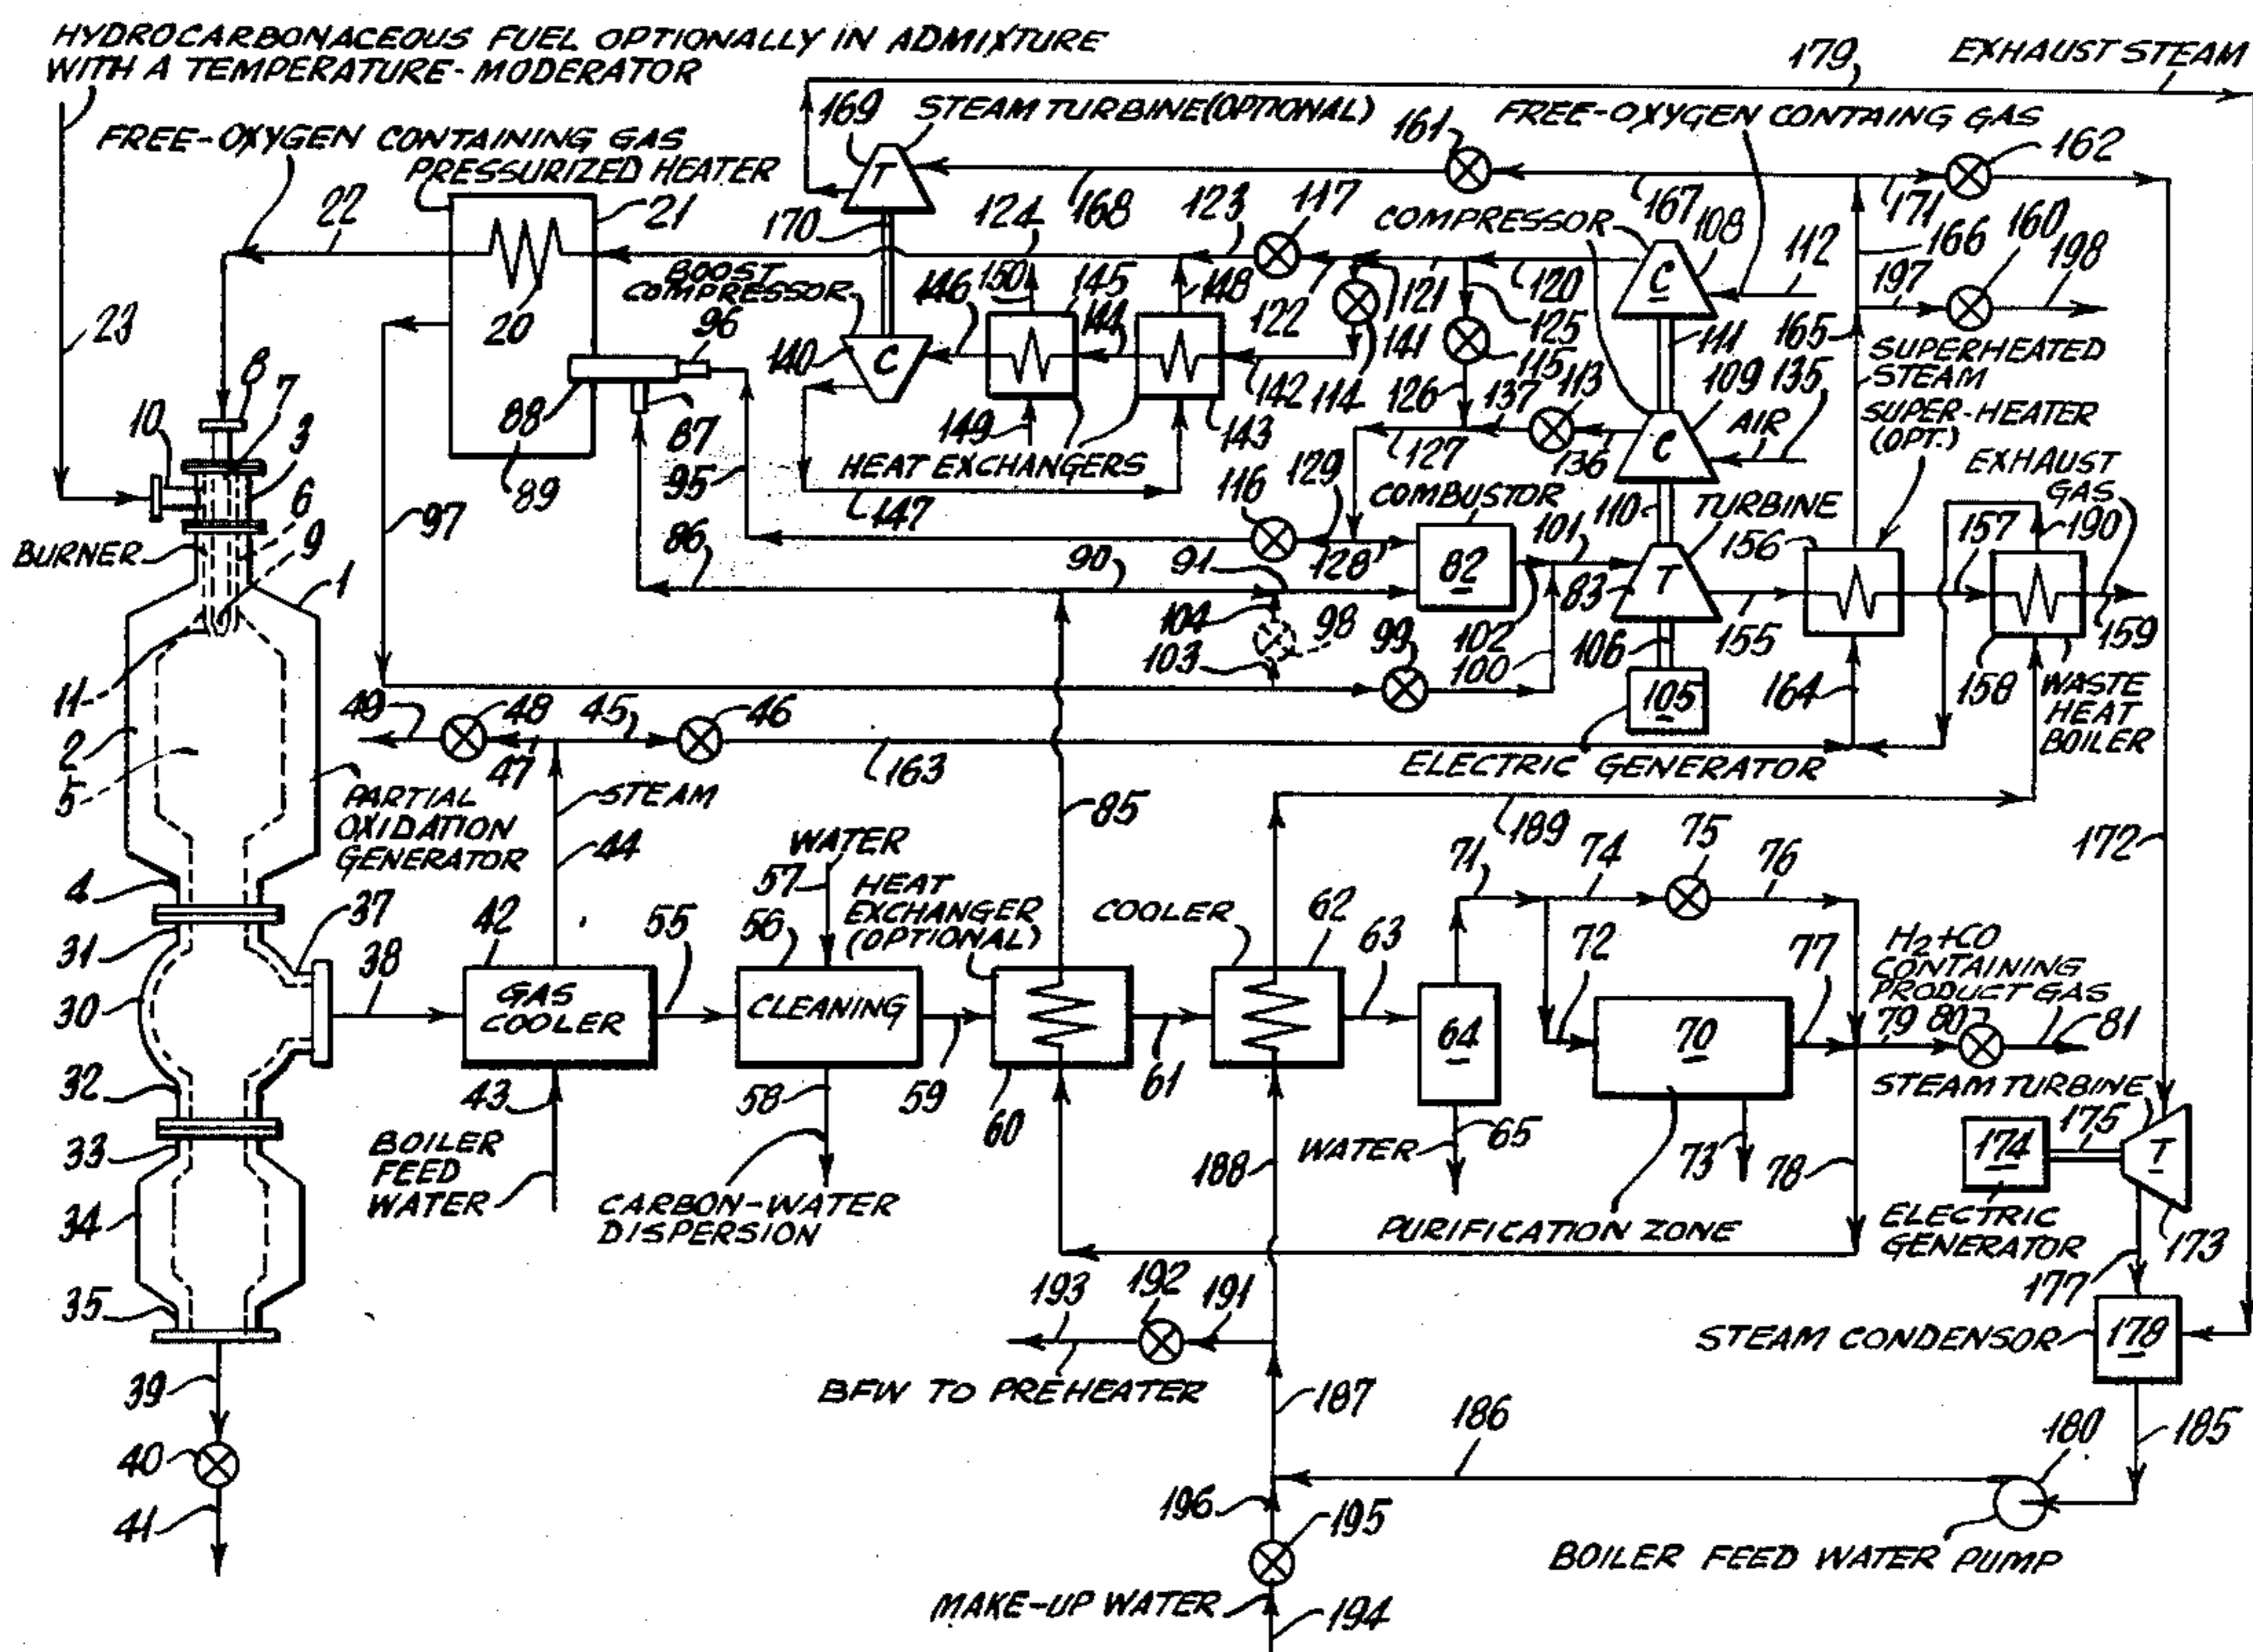 HYDROCARBONACEOUS FUEL OPTIONALLY IN ADMIXTURE
WITH A TEMPERATURE-MODERATOR
179
EXHAUST STEAM
169
STEAM TURBINE (OPTIONAL)
161
FREE-OXYGEN CONTAING GAS
162
FREE-OXYGEN CONTAINING GAS
PRESSURIZED HEATER
T
22
21
170
124
168
123
117
COMPRESSOR
167
108
171
160
112
166
198
BOOST
COMPRESSOR
150
145
148
146
144
122
121
120
C
197
23
20
96
140
C
141
125
111
165
SUPERHEATED
STEAM
8
7
142
114
115
113
109
135
10
3
88
87
149
143
126
137
C
AIR
SUPER-HEATER
(OPT.)
89
95
HEAT EXCHANGERS
127
136
EXHAUST
GAS
6
97
147
116
129
COMBUSTOR
110
TURBINE
BURNER
9
86
90
91
128
82
101
156
157
190
1
104
98
102
83
T
103
99
100
106
155
159
11
49
48
45
46
105
164
158
WASTE
HEAT
BOILER
2
47
163
ELECTRIC GENERATOR
5
PARTIAL
OXIDATION
GENERATOR
STEAM
44
WATER
57
85
189
71
74
75
76
172
4
37
42
55
56
HEAT
EXCHANGER
(OPTIONAL)
COOLER
62
63
31
38
72
77
H2+CO
CONTAINING
PRODUCT GAS
30
GAS
COOLER
CLEANING
64
70
79
80
81
32
43
58
59
60
61
STEAM TURBINE
33
BOILER
FEED
WATER
WATER
65
73
78
174
175
T
188
34
CARBON-WATER
DISPERSION
PURIFICATION ZONE
ELECTRIC
GENERATOR
173
35
193
192
191
177
STEAM CONDENSOR
178
39
BFW TO PREHEATER
187
186
180
185
40
196
195
41
BOILER FEED WATER PUMP
MAKE-UP WATER
194